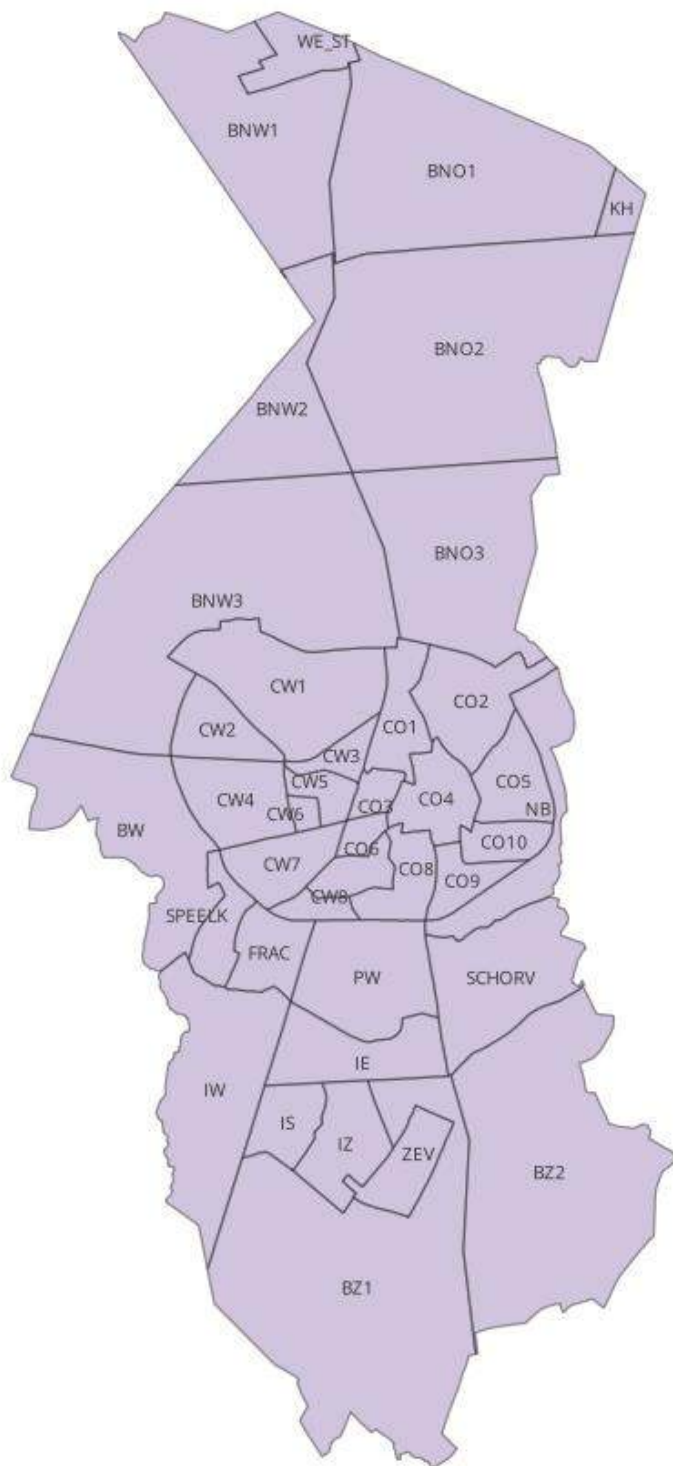 WE_ST
BNW1
BNO1
KH
BNO2
BNW2
BNO3
BNW3
CW1
CO2
CW2
CO1
CW3
CW5
CO5
CW4
CO3
CO4
NB
CW6
BW
CO10
CO6
CW7
CO8
CO9
CW8
SPEELK
FRAC
PW
SCHORV
IE
IW
IS
IZ
ZEV
BZ2
BZ1